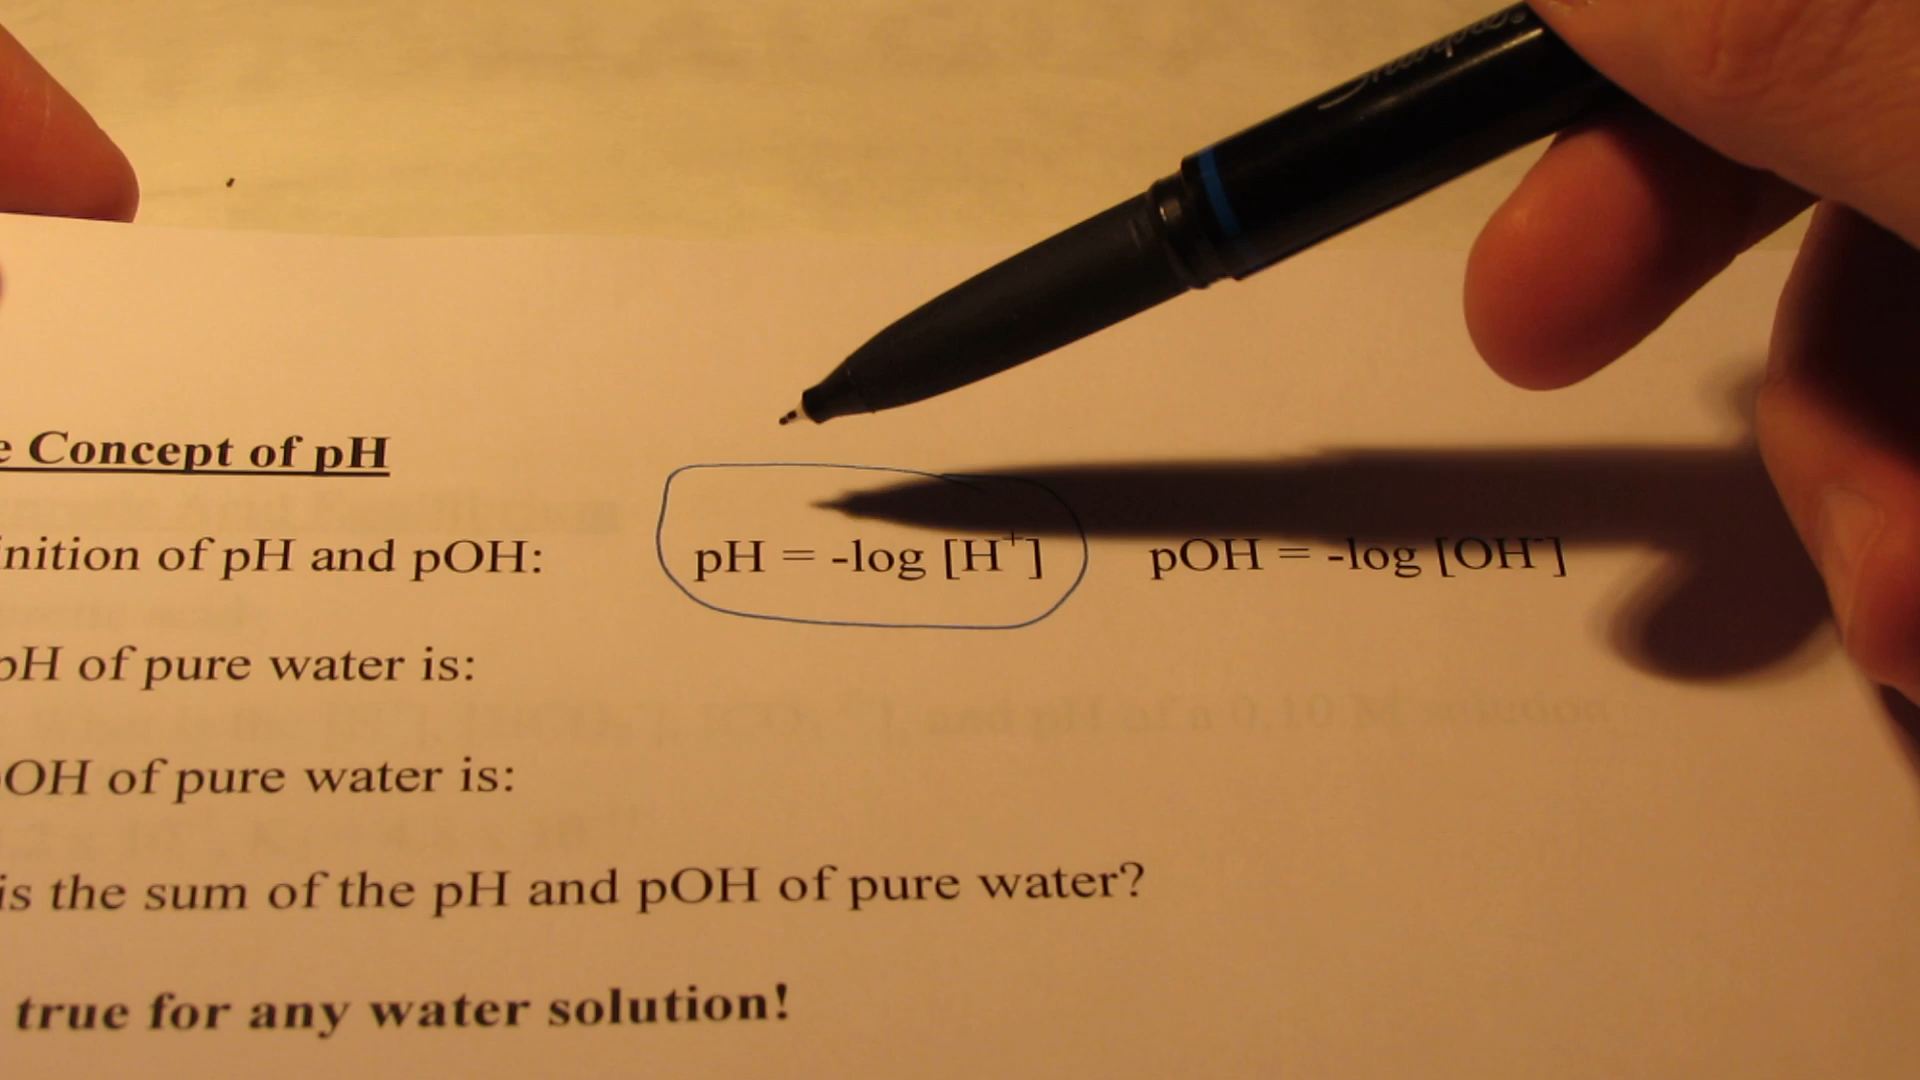 Sharpie
e Concept of pH
nition of pH and pOH: pH = -log [H⁺] pOH = -log [OH⁻]
pH of pure water is:
OH of pure water is:
is the sum of the pH and pOH of pure water?
true for any water solution!